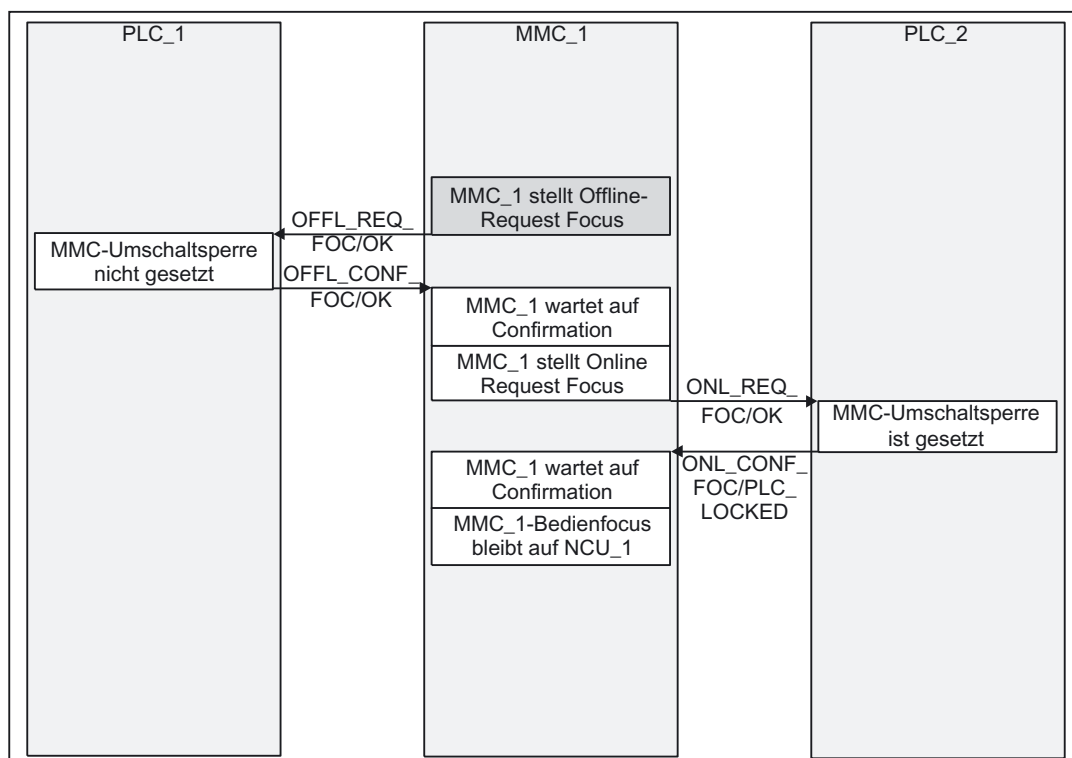 PLC_1
MMC_1
PLC_2
MMC_1 stellt Offline-
Request Focus
OFFL_REQ_
FOC/OK
MMC-Umschaltsperre
nicht gesetzt
OFFL_CONF_
FOC/OK
MMC_1 wartet auf
Confirmation
MMC_1 stellt Online
Request Focus
ONL_REQ_
FOC/OK
MMC-Umschaltsperre
ist gesetzt
ONL_CONF_
FOC/PLC_
LOCKED
MMC_1 wartet auf
Confirmation
MMC_1-Bedienfocus
bleibt auf NCU_1